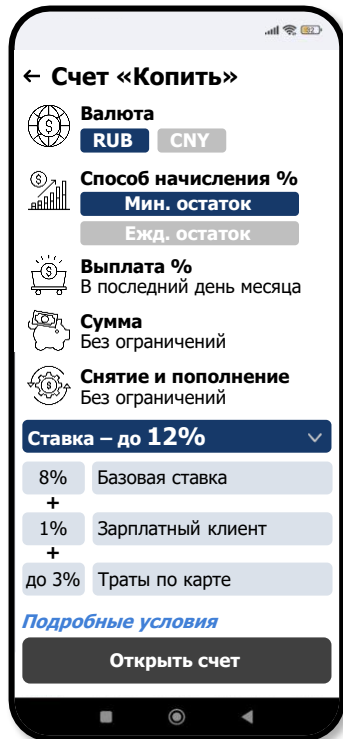 92
← Счет «Копить»
Валюта
RUB CNY
Способ начисления %
Мин. остаток
Ежд. остаток
Выплата %
В последний день месяца
Сумма
Без ограничений
Снятие и пополнение
Без ограничений
Ставка – до 12%
8% Базовая ставка
+
1% Зарплатный клиент
+
до 3% Траты по карте
Подробные условия
Открыть счет